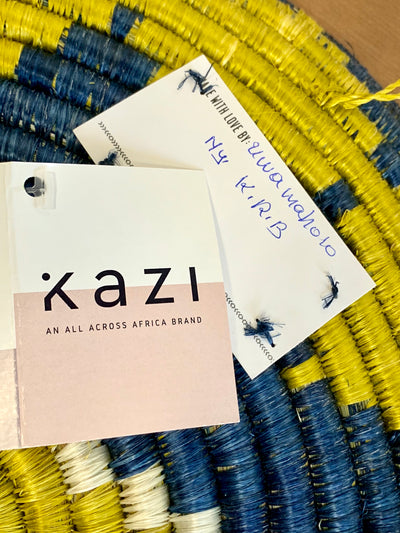 KAZI
AN ALL ACROSS AFRICA BRAND
WITH LOVE BY:
uwamahoro
Ny K.R.B